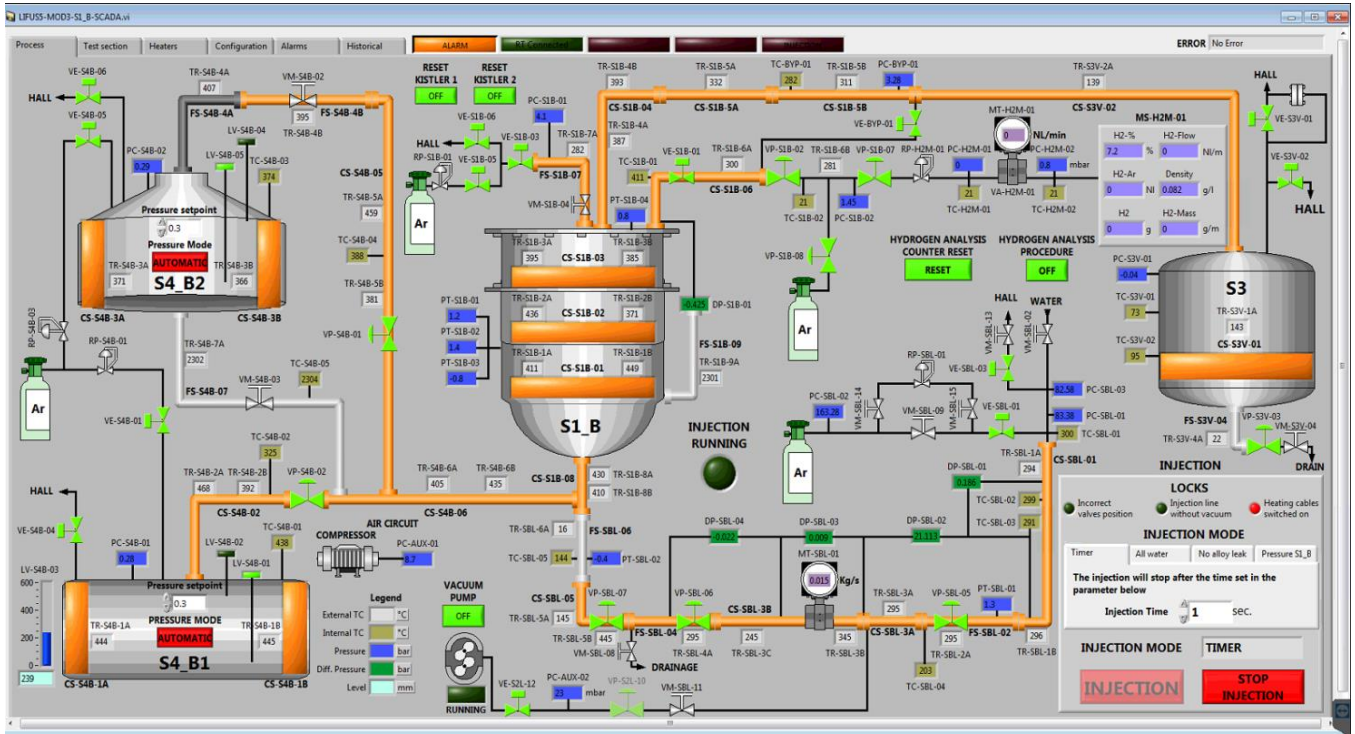 LIFUS5-MOD3-S1_B-SCADA.vi
Process Test section Heaters Configuration Alarms Historical ALARM RT Connected ERROR No Error
VE-S4B-06
TR-S4B-4A
407
VM-S4B-02
HALL
FS-S4B-4A
395
CS-S4B-4B
TR-S4B-4B
VE-S4B-05
LV-S4B-04
PC-S4B-02
0.29
LV-S4B-05
TC-S4B-03
374
CS-S4B-05
TR-S4B-5A
459
Pressure setpoint
0.3
Pressure Mode
AUTOMATIC
TR-S4B-3A
371
TR-S4B-3B
366
S4_B2
CS-S4B-3A
CS-S4B-3B
TC-S4B-04
388
TR-S4B-5B
381
VP-S4B-01
RP-S4B-03
RP-S4B-01
Ar
TR-S4B-7A
2302
FS-S4B-07
VM-S4B-03
TC-S4B-05
2304
VE-S4B-01
TC-S4B-02
325
TR-S4B-2A
468
TR-S4B-2B
392
VP-S4B-02
CS-S4B-02
CS-S4B-06
TR-S4B-6A
405
TR-S4B-6B
435
HALL
VE-S4B-04
PC-S4B-01
0.28
LV-S4B-02
TC-S4B-01
438
LV-S4B-01
LV-S4B-03
600
400
200
0
239
Pressure setpoint
0.3
PRESSURE MODE
AUTOMATIC
TR-S4B-1A
444
TR-S4B-1B
445
S4_B1
CS-S4B-1A
CS-S4B-1B
AIR CIRCUIT
COMPRESSOR
PC-AUX-01
8.7
Legend
External TC °C
Internal TC °C
Pressure bar
Diff. Pressure bar
Level mm
RESET
KISTLER 1
OFF
RESET
KISTLER 2
OFF
VE-S1B-06
HALL
RP-S1B-01
VE-S1B-05
Ar
VE-S1B-03
PC-S1B-01
4.1
TR-S1B-7A
282
FS-S1B-07
VM-S1B-04
TR-S1B-4B
393
CS-S1B-04
TR-S1B-4A
387
TC-S1B-01
411
PT-S1B-04
0.8
TR-S1B-5A
332
CS-S1B-5A
TC-BYP-01
282
TR-S1B-5B
311
CS-S1B-5B
PC-BYP-01
3.28
VE-BYP-01
TR-S3V-2A
139
CS-S3V-02
VE-S1B-01
TR-S1B-6A
300
CS-S1B-06
VP-S1B-02
TR-S1B-6B
281
VP-S1B-07
21
TC-S1B-02
1.45
PC-S1B-02
RP-H2M-01
PC-H2M-01
0
21
TC-H2M-01
MT-H2M-01
0 NL/min
VA-H2M-01
PC-H2M-02
0.8 mbar
21
TC-H2M-02
MS-H2M-01
H2-% H2-Flow
7.2 % 0 Nl/m
H2-Ar Density
0 Nl 0.082 g/l
H2 H2-Mass
0 g 0 g/m
HALL
VE-S3V-01
VE-S3V-02
HALL
VP-S1B-08
Ar
HYDROGEN ANALYSIS
COUNTER RESET
RESET
HYDROGEN ANALYSIS
PROCEDURE
OFF
TR-S1B-3A
395
CS-S1B-03
TR-S1B-3B
385
TR-S1B-2A
436
CS-S1B-02
TR-S1B-2B
371
TR-S1B-1A
411
CS-S1B-01
TR-S1B-1B
449
PT-S1B-01
1.2
PT-S1B-02
1.4
PT-S1B-03
-0.8
-0.425 DP-S1B-01
FS-S1B-09
TR-S1B-9A
2301
S1_B
CS-S1B-08
430 TR-S1B-8A
410 TR-S1B-8B
INJECTION
RUNNING
PC-S3V-01
-0.04
TC-S3V-01
73
TC-S3V-02
95
S3
TR-S3V-1A
143
CS-S3V-01
FS-S3V-04
VP-S3V-03
TR-S3V-4A 22
VM-S3V-04
DRAIN
HALL
WATER
VM-SBL-13
VM-SBL-02
VE-SBL-03
RP-SBL-01
VM-SBL-14
VM-SBL-15
VM-SBL-09
VE-SBL-01
PC-SBL-02
163.28
Ar
82.58 PC-SBL-03
83.38 PC-SBL-01
300 TC-SBL-01
CS-SBL-01
TR-SBL-1A
294
DP-SBL-01
0.186
TC-SBL-02 299
TC-SBL-03 291
DP-SBL-04
-0.022
DP-SBL-03
0.009
DP-SBL-02
21.113
TR-SBL-6A 16
FS-SBL-06
TC-SBL-05 144
-0.4 PT-SBL-02
CS-SBL-05
TR-SBL-5A 145
VP-SBL-07
TR-SBL-5B
445
FS-SBL-04
VM-SBL-08
DRAINAGE
VP-SBL-06
295
TR-SBL-4A
CS-SBL-3B
245
TR-SBL-3C
MT-SBL-01
0.015 Kg/s
345
TR-SBL-3B
TR-SBL-3A
295
CS-SBL-3A
VP-SBL-05
295
TR-SBL-2A
203
TC-SBL-04
PT-SBL-01
1.3
FS-SBL-02
296
TR-SBL-1B
VACUUM
PUMP
OFF
RUNNING
VE-S2L-12
PC-AUX-02
23 mbar
VP-S2L-10
VM-SBL-11
INJECTION
LOCKS
Incorrect
valves position
Injection line
without vacuum
Heating cables
switched on
INJECTION MODE
Timer All water No alloy leak Pressure S1_B
The injection will stop after the time set in the
parameter below
Injection Time 1 sec.
INJECTION MODE TIMER
INJECTION
STOP
INJECTION